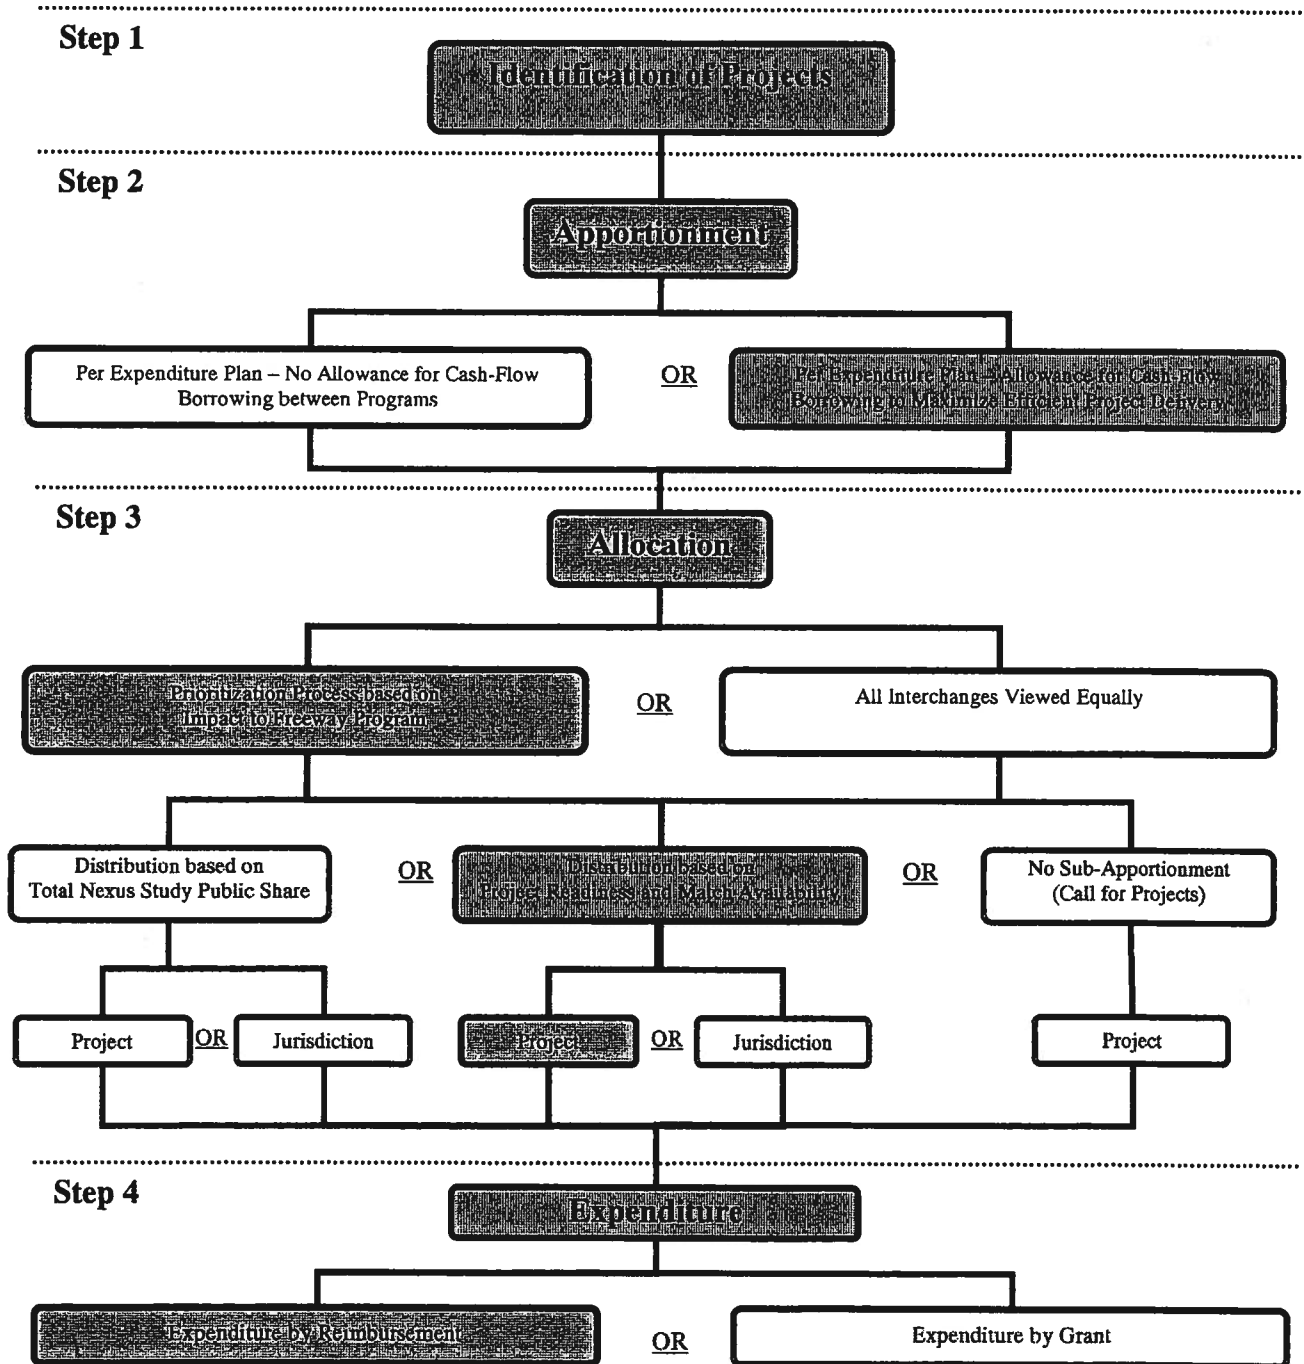 Step 1
Identification of Projects
Step 2
Apportionment
Per Expenditure Plan – No Allowance for Cash-Flow
Borrowing between Programs
OR
Per Expenditure Plan – Allowance for Cash-Flow
Borrowing to Maximize Efficient Project Delivery
Step 3
Allocation
Prioritization Process based on
Impact to Freeway Program
OR
All Interchanges Viewed Equally
Distribution based on
Total Nexus Study Public Share
OR
Distribution based on
Project Readiness and Match Availability
OR
No Sub-Apportionment
(Call for Projects)
Project
OR
Jurisdiction
Project
OR
Jurisdiction
Project
Step 4
Expenditure
Expenditure by Reimbursement
OR
Expenditure by Grant